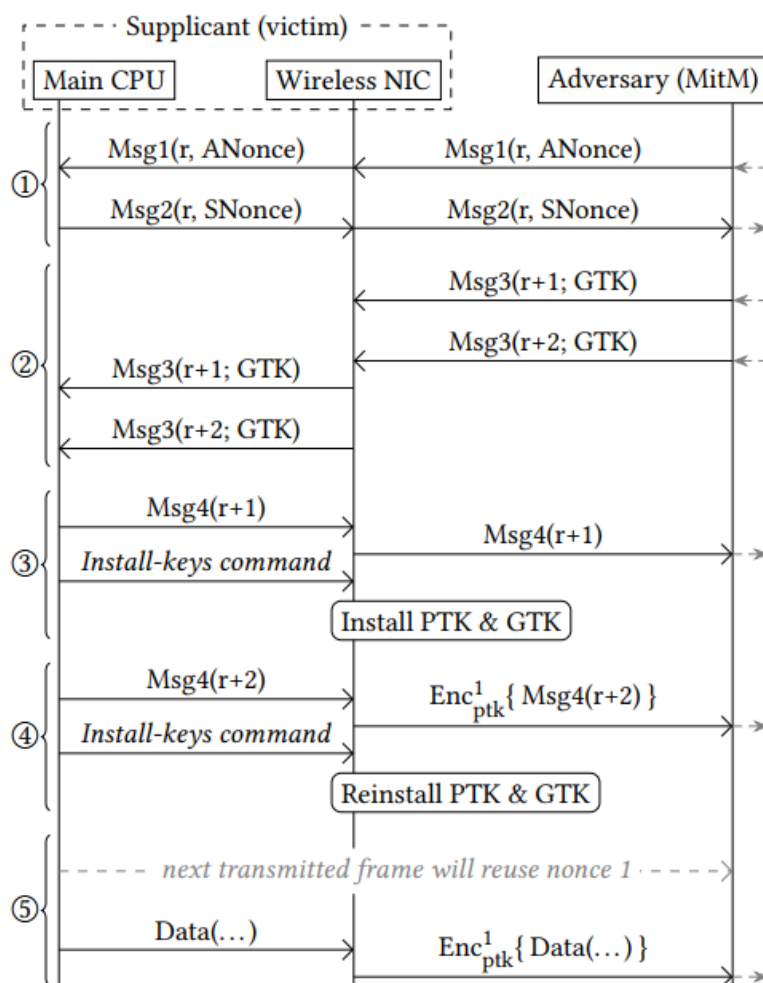 Supplicant (victim)
Main CPU
Wireless NIC
Adversary (MitM)
①
Msg1(r, ANonce)
Msg1(r, ANonce)
Msg2(r, SNonce)
Msg2(r, SNonce)
②
Msg3(r+1; GTK)
Msg3(r+2; GTK)
Msg3(r+1; GTK)
Msg3(r+2; GTK)
③
Msg4(r+1)
Msg4(r+1)
Install-keys command
Install PTK & GTK
④
Msg4(r+2)
Enc¹ₚₜₖ{ Msg4(r+2) }
Install-keys command
Reinstall PTK & GTK
⑤
next transmitted frame will reuse nonce 1
Data(…)
Enc¹ₚₜₖ{ Data(…) }